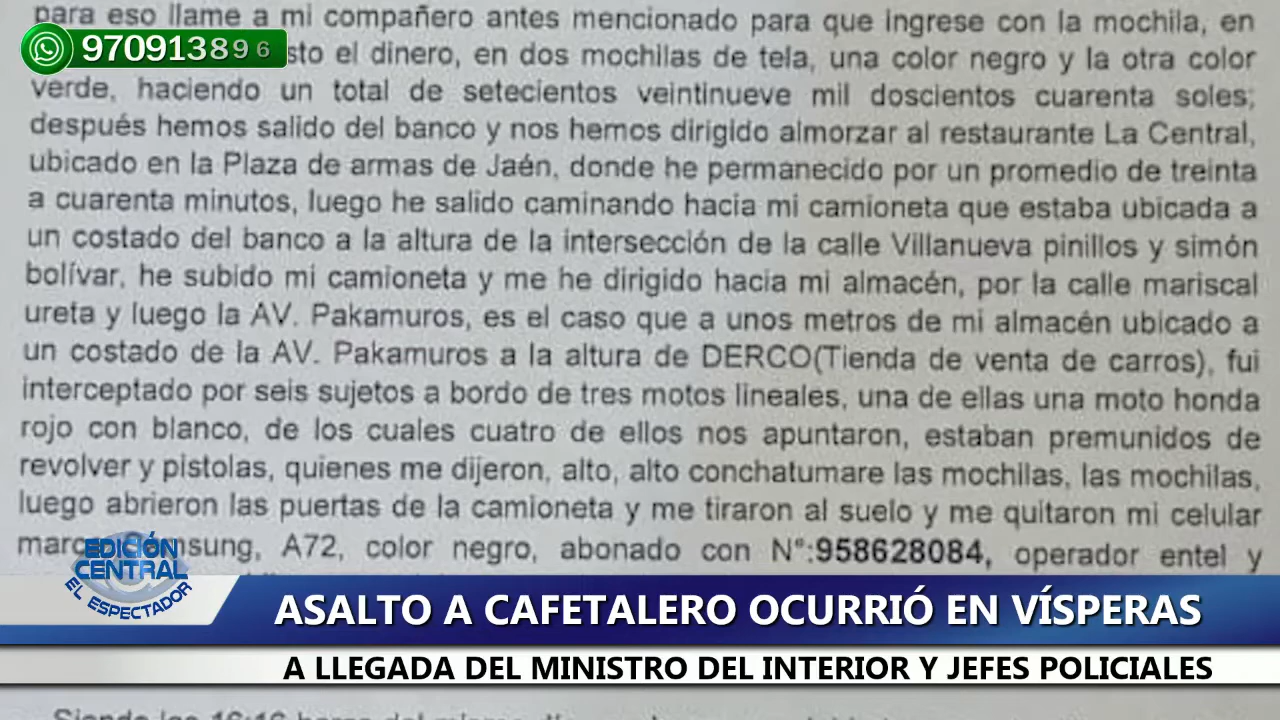 para eso llame a mi compañero antes mencionado para que ingrese con la mochila, en
970913896
sto el dinero, en dos mochilas de tela, una color negro y la otra color
verde, haciendo un total de setecientos veintinueve mil doscientos cuarenta soles;
después hemos salido del banco y nos hemos dirigido almorzar al restaurante La Central,
ubicado en la Plaza de armas de Jaén, donde he permanecido por un promedio de treinta
a cuarenta minutos, luego he salido caminando hacia mi camioneta que estaba ubicada a
un costado del banco a la altura de la intersección de la calle Villanueva pinillos y simón
bolívar, he subido mi camioneta y me he dirigido hacia mi almacén, por la calle mariscal
ureta y luego la AV. Pakamuros, es el caso que a unos metros de mi almacén ubicado a
un costado de la AV. Pakamuros a la altura de DERCO(Tienda de venta de carros), fui
interceptado por seis sujetos a bordo de tres motos lineales, una de ellas una moto honda
rojo con blanco, de los cuales cuatro de ellos nos apuntaron, estaban premunidos de
revolver y pistolas, quienes me dijeron, alto, alto conchatumare las mochilas, las mochilas,
luego abrieron las puertas de la camioneta y me tiraron al suelo y me quitaron mi celular
marc nsung, A72, color negro, abonado con N°:958628084, operador entel y
EDICIÓN
CENTRAL
EL ESPECTADOR
ASALTO A CAFETALERO OCURRIÓ EN VÍSPERAS
A LLEGADA DEL MINISTRO DEL INTERIOR Y JEFES POLICIALES